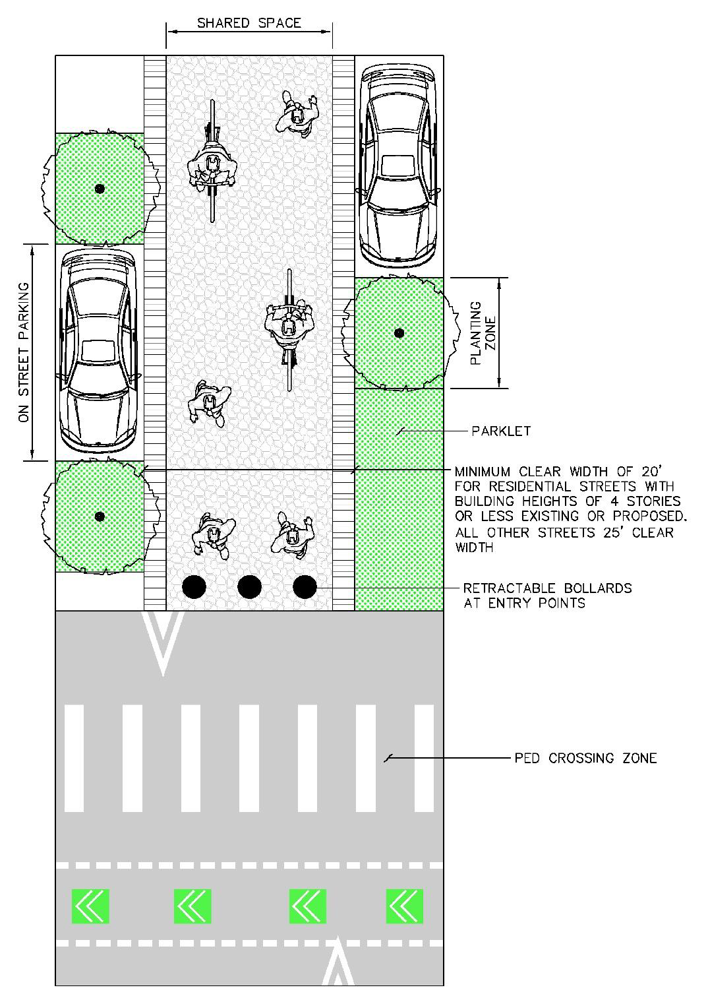 SHARED SPACE
ON STREET PARKING
PLANTING
ZONE
PARKLET
MINIMUM CLEAR WIDTH OF 20'
FOR RESIDENTIAL STREETS WITH
BUILDING HEIGHTS OF 4 STORIES
OR LESS EXISTING OR PROPOSED.
ALL OTHER STREETS 25' CLEAR
WIDTH
RETRACTABLE BOLLARDS
AT ENTRY POINTS
PED CROSSING ZONE